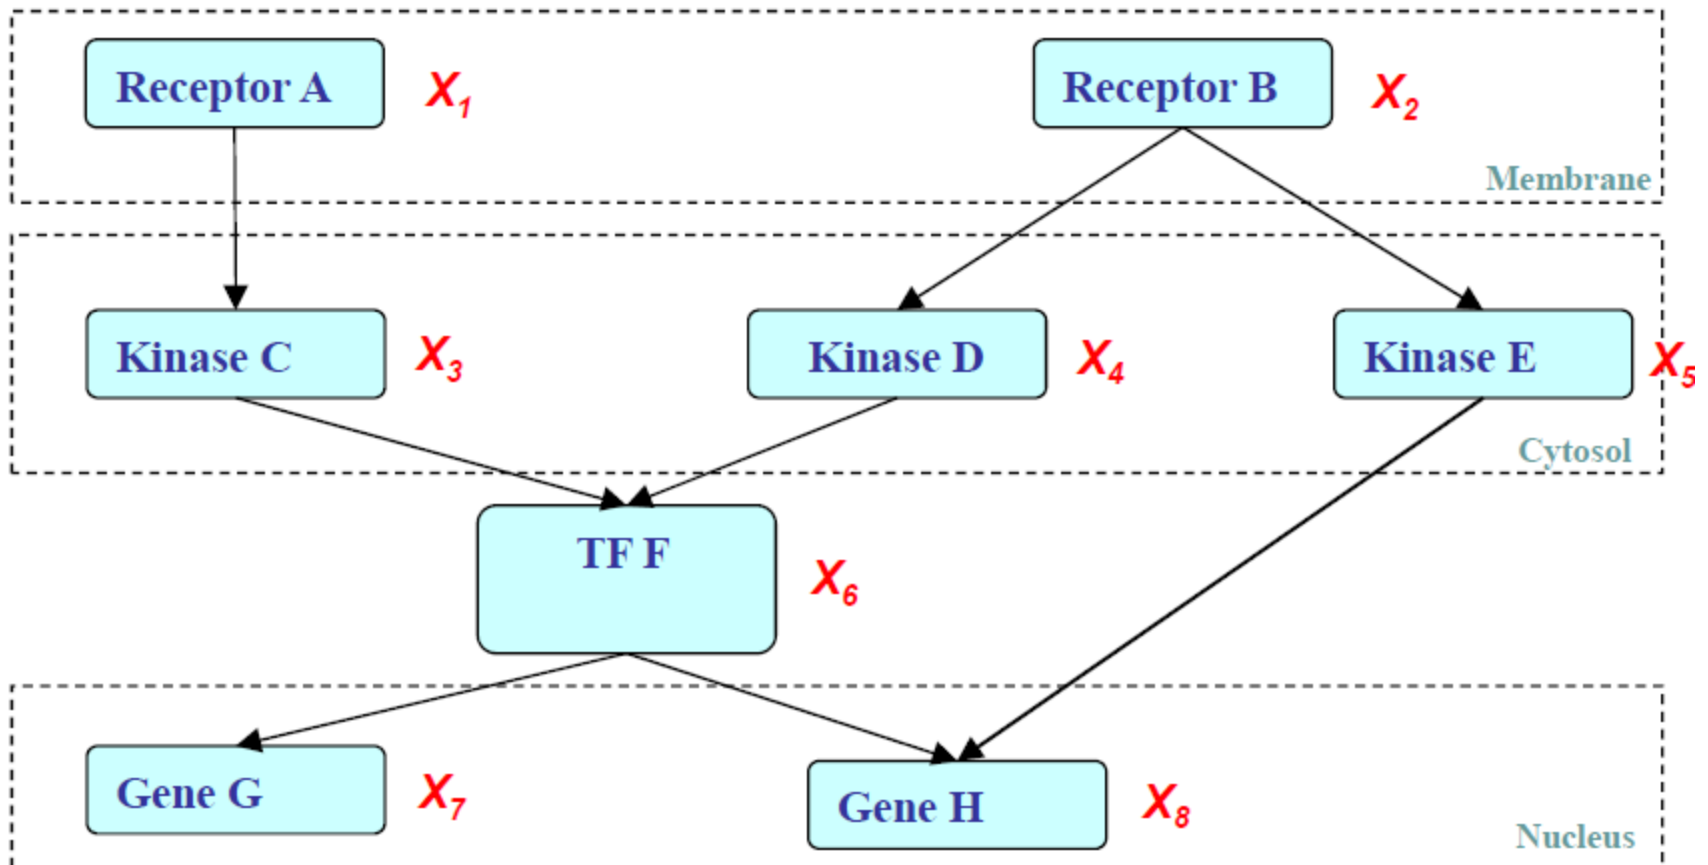 Receptor A X1 Receptor B X2
Membrane
Kinase C X3 Kinase D X4 Kinase E X5
Cytosol
TF F X6
Gene G X7 Gene H X8
Nucleus